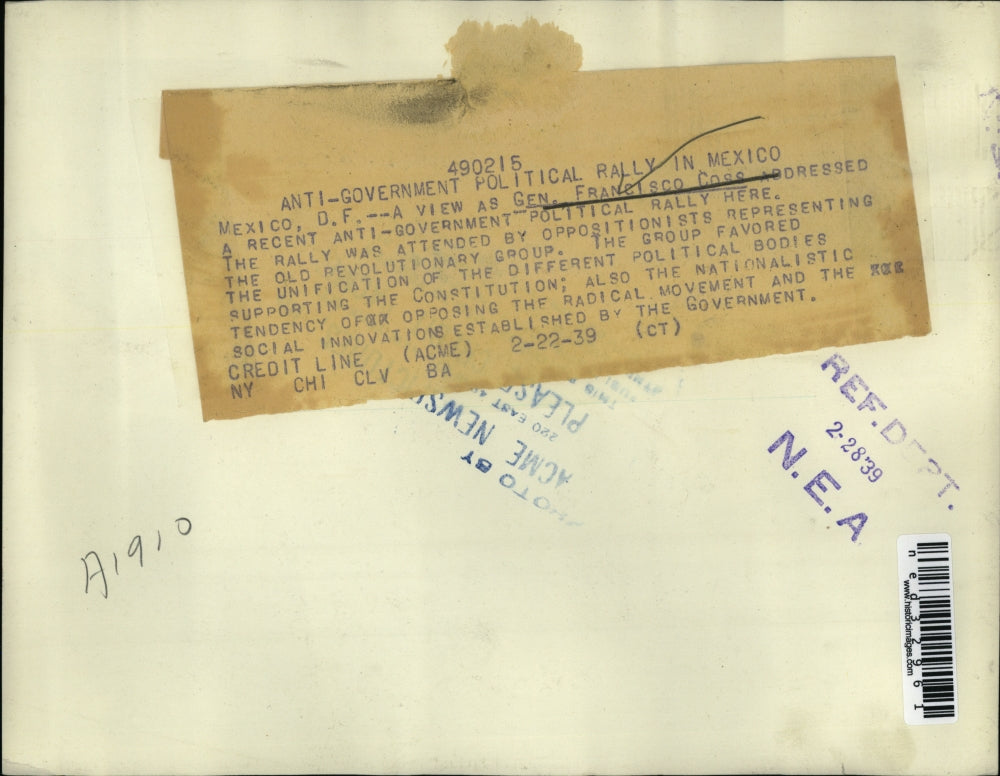 490215
ANTI-GOVERNMENT POLITICAL RALLY IN MEXICO
MEXICO, D.F.--A VIEW AS GEN. FRANCISCO COSS ADDRESSED
A RECENT ANTI-GOVERNMENT POLITICAL RALLY HERE.
THE RALLY WAS ATTENDED BY OPPOSITIONISTS REPRESENTING
THE OLD REVOLUTIONARY GROUP. THE GROUP FAVORED
THE UNIFICATION OF THE DIFFERENT POLITICAL BODIES
SUPPORTING THE CONSTITUTION; ALSO THE NATIONALISTIC
TENDENCY OF OPPOSING THE RADICAL MOVEMENT AND THE
SOCIAL INNOVATIONS ESTABLISHED BY THE GOVERNMENT.
CREDIT LINE (ACME) 2-22-39 (CT)
NY CHI CLV BA
PLEAS
220 EAST
ACME NEWS
PHOTO BY
REF. DEPT.
2-28-39
N.E.A
A1910
ned32961
www.historicimages.com